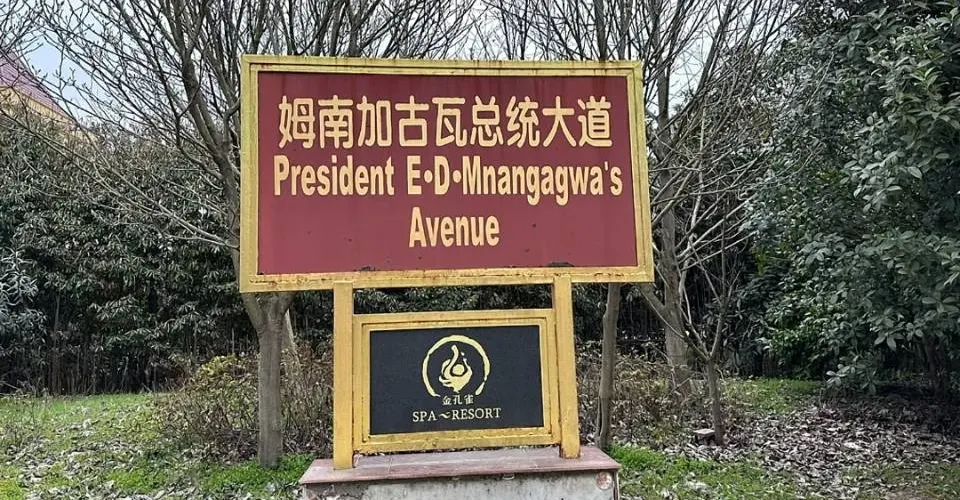 姆南加古瓦总统大道
President E•D•Mnangagwa's
Avenue
金孔雀
SPA~RESORT